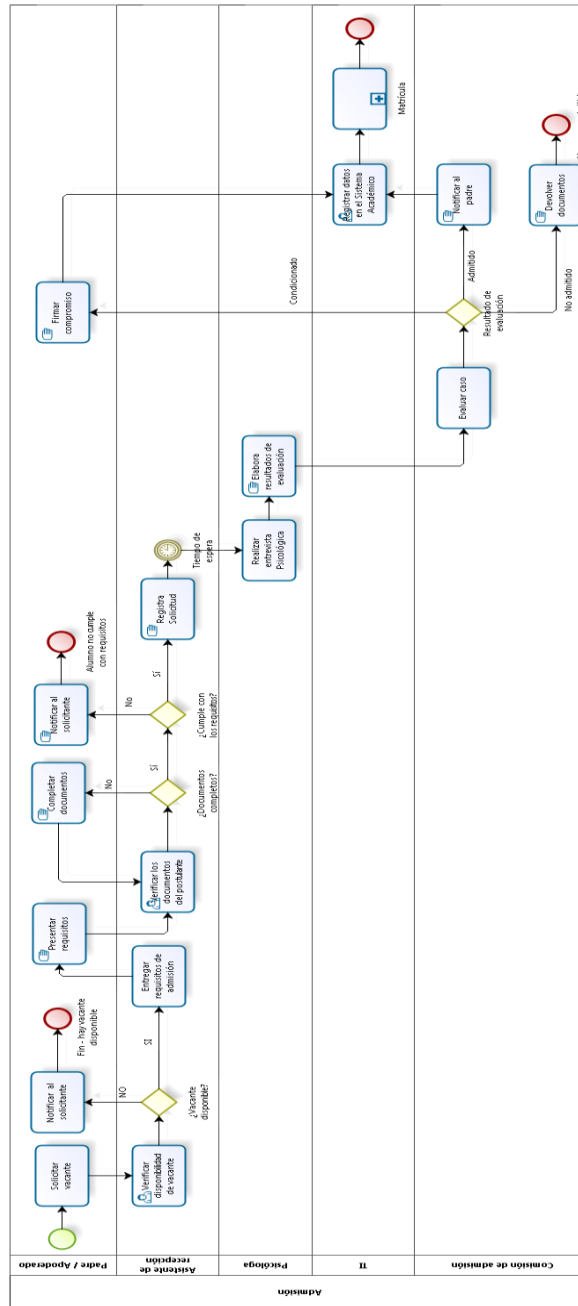 Admisión
Padre / Apoderado
Solicitar
vacante
Notificar al
solicitante
Fin - hay vacante
disponible
Presentar
requisitos
Completar
documentos
Notificar al
solicitante
Alumno no cumple
con requisitos
Firmar
compromiso
Asistente de
recepción
Verificar
disponibilidad
de vacante
NO
¿Vacante
disponible?
SI
Entregar
requisitos de
admisión
Verificar los
documentos
del postulante
No
¿Documentos
completos?
Sí
No
¿Cumple con
los requisitos?
Sí
Registra
Solicitud
Tiempo de
espera
Psicóloga
Realizar
entrevista
Psicológica
Elabora
resultados de
evaluación
TI
Condicionado
Registrar datos
en el Sistema
Académico
Matrícula
Comisión de admisión
Evaluar caso
Resultado de
evaluación
Admitido
Notificar al
padre
No admitido
Devolver
documentos